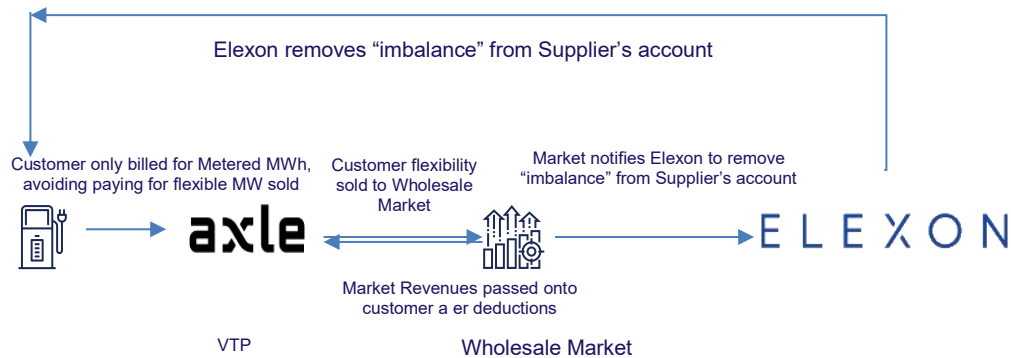 Elexon removes “imbalance” from Supplier’s account
Customer only billed for Metered MWh,
avoiding paying for flexible MW sold
Customer flexibility
sold to Wholesale
Market
Market notifies Elexon to remove
“imbalance” from Supplier’s account
axle
ELEXON
Market Revenues passed onto
customer a er deductions
VTP
Wholesale Market